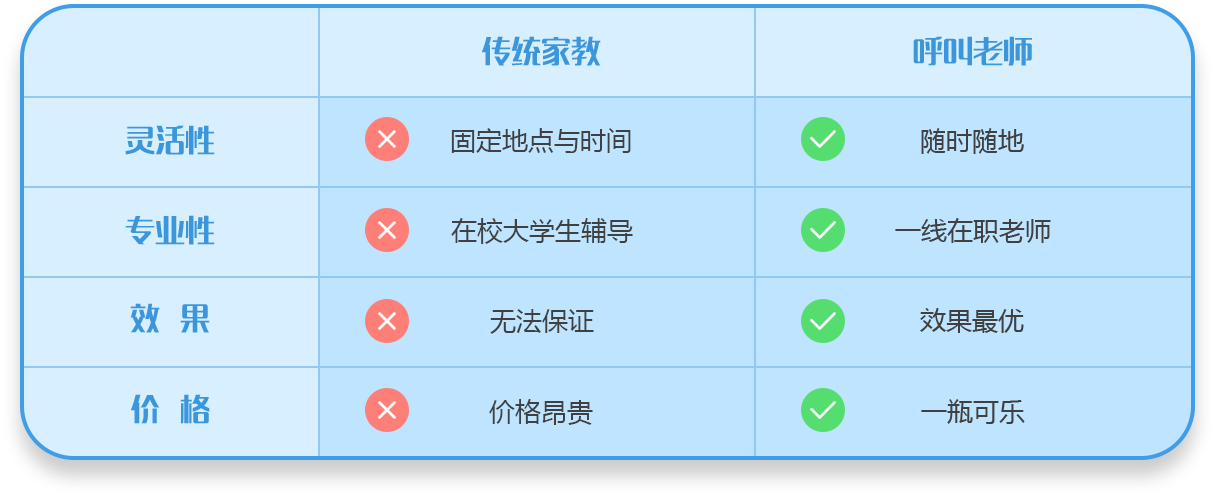 传统家教 呼叫老师
灵活性 固定地点与时间 随时随地
专业性 在校大学生辅导 一线在职老师
效 果 无法保证 效果最优
价 格 价格昂贵 一瓶可乐